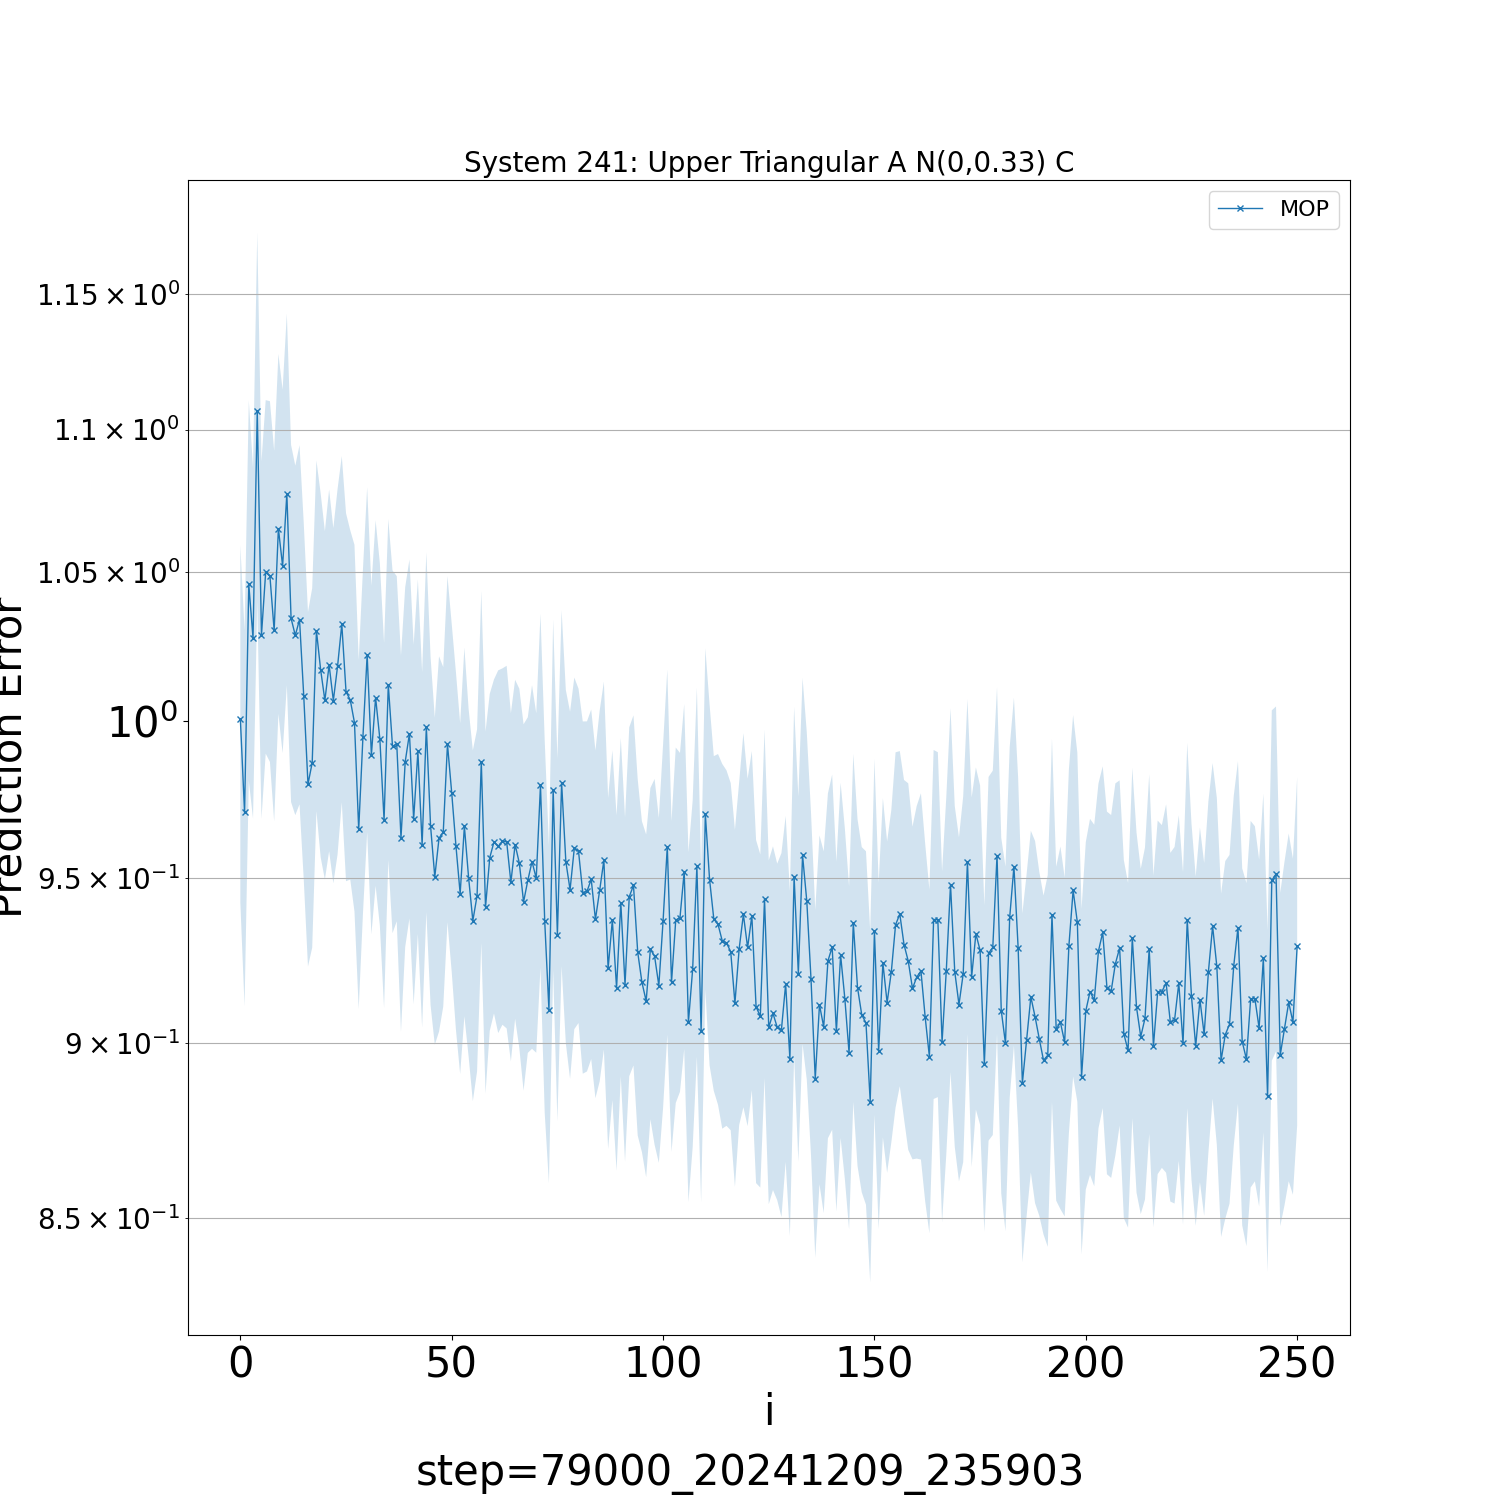 System 241: Upper Triangular A N(0,0.33) C
MOP
Prediction Error
1.15 × 10⁰
1.1 × 10⁰
1.05 × 10⁰
10⁰
9.5 × 10⁻¹
9 × 10⁻¹
8.5 × 10⁻¹
0 50 100 150 200 250
i
step=79000_20241209_235903